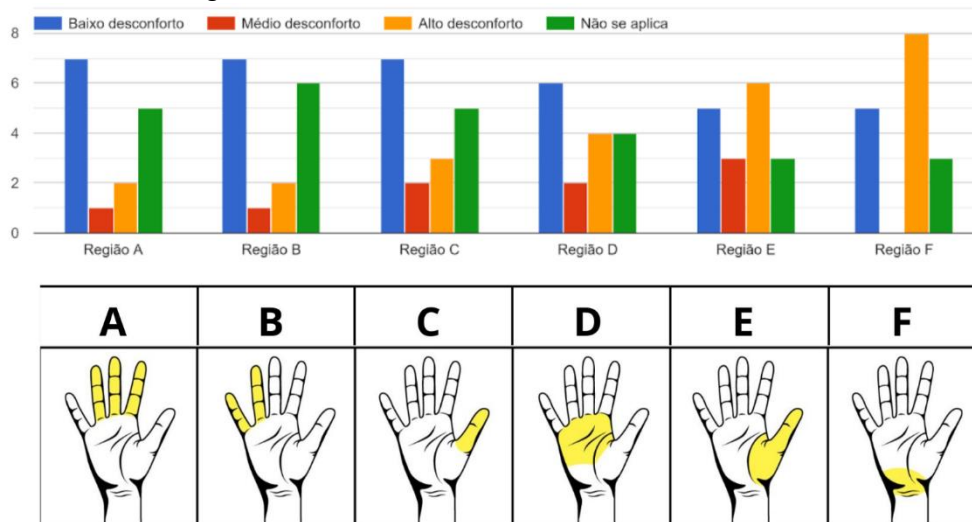 Baixo desconforto Médio desconforto Alto desconforto Não se aplica
8
6
4
2
0
Região A Região B Região C Região D Região E Região F
A B C D E F